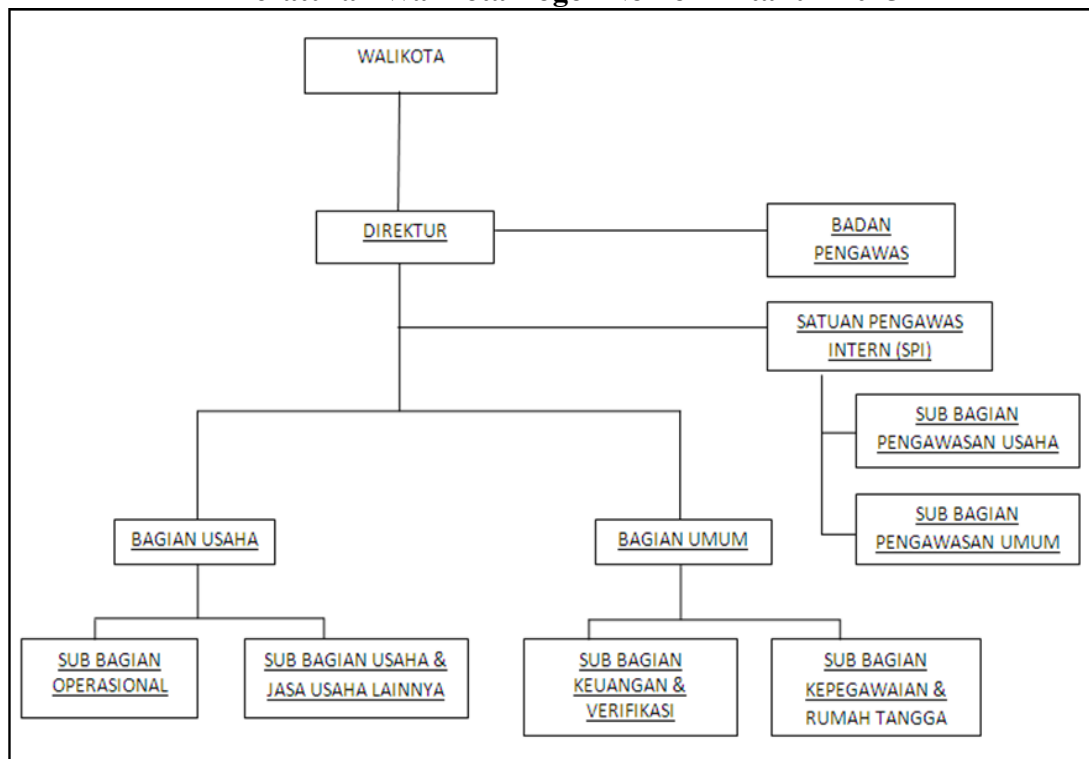 WALIKOTA
DIREKTUR
BADAN
PENGAWAS
SATUAN PENGAWAS
INTERN (SPI)
SUB BAGIAN
PENGAWASAN USAHA
SUB BAGIAN
PENGAWASAN UMUM
BAGIAN USAHA
BAGIAN UMUM
SUB BAGIAN
OPERASIONAL
SUB BAGIAN USAHA &
JASA USAHA LAINNYA
SUB BAGIAN
KEUANGAN &
VERIFIKASI
SUB BAGIAN
KEPEGAWAIAN &
RUMAH TANGGA